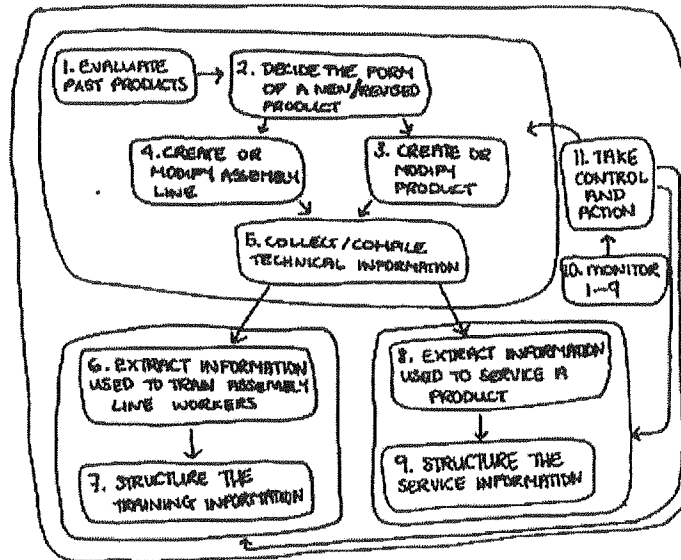 1. EVALUATE
PAST PRODUCTS
2. DECIDE THE FORM
OF A NEW/REVISED
PRODUCT
4. CREATE OR
MODIFY ASSEMBLY
LINE
3. CREATE OR
MODIFY
PRODUCT
11. TAKE
CONTROL
AND
ACTION
5. COLLECT/COMPILE
TECHNICAL INFORMATION
10. MONITOR
1-9
6. EXTRACT INFORMATION
USED TO TRAIN ASSEMBLY
LINE WORKERS
8. EXTRACT INFORMATION
USED TO SERVICE A
PRODUCT
7. STRUCTURE THE
TRAINING INFORMATION
9. STRUCTURE THE
SERVICE INFORMATION